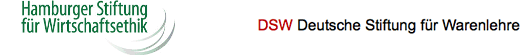 Hamburger Stiftung
für Wirtschaftsethik
DSW Deutsche Stiftung für Warenlehre